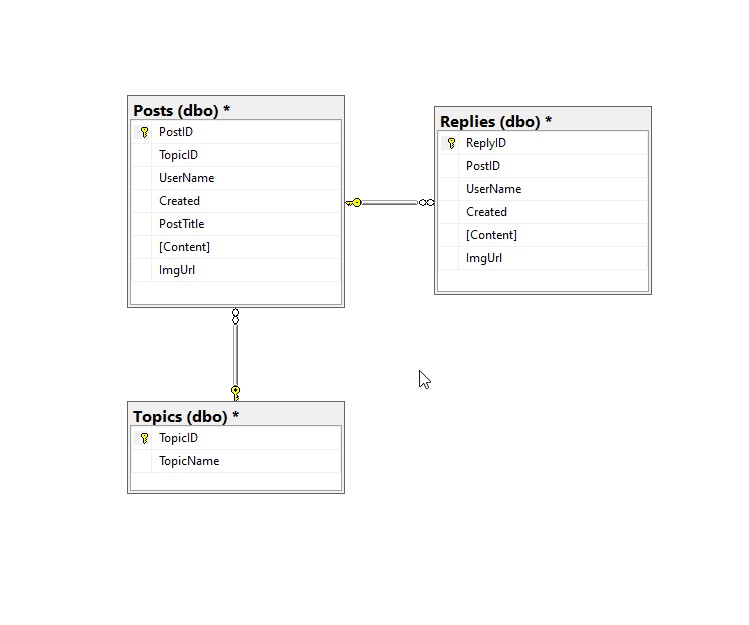 Posts (dbo) *
PostID
TopicID
UserName
Created
PostTitle
[Content]
ImgUrl
Replies (dbo) *
ReplyID
PostID
UserName
Created
[Content]
ImgUrl
Topics (dbo) *
TopicID
TopicName